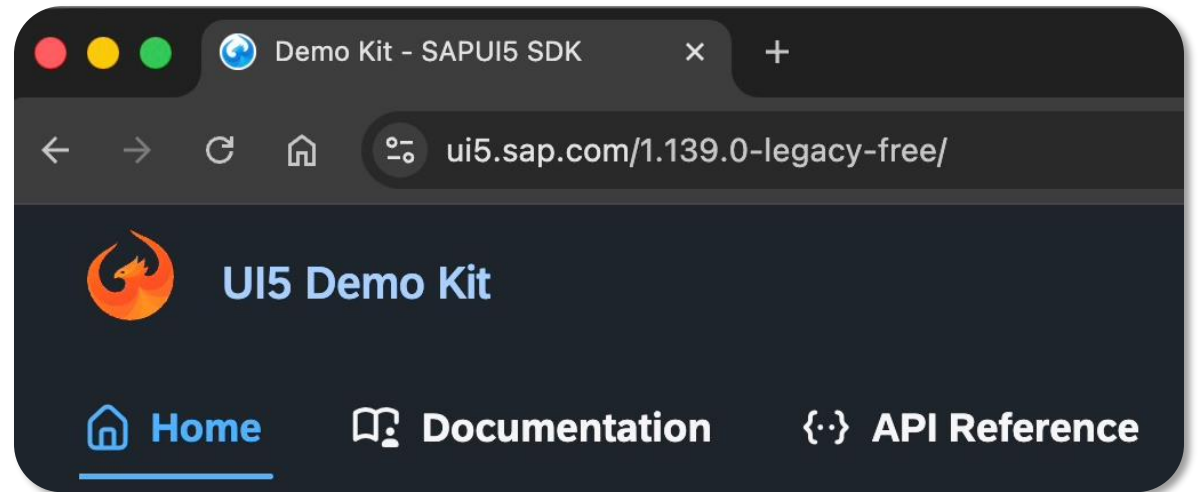 Demo Kit - SAPUI5 SDK
ui5.sap.com/1.139.0-legacy-free/
UI5 Demo Kit
Home Documentation API Reference